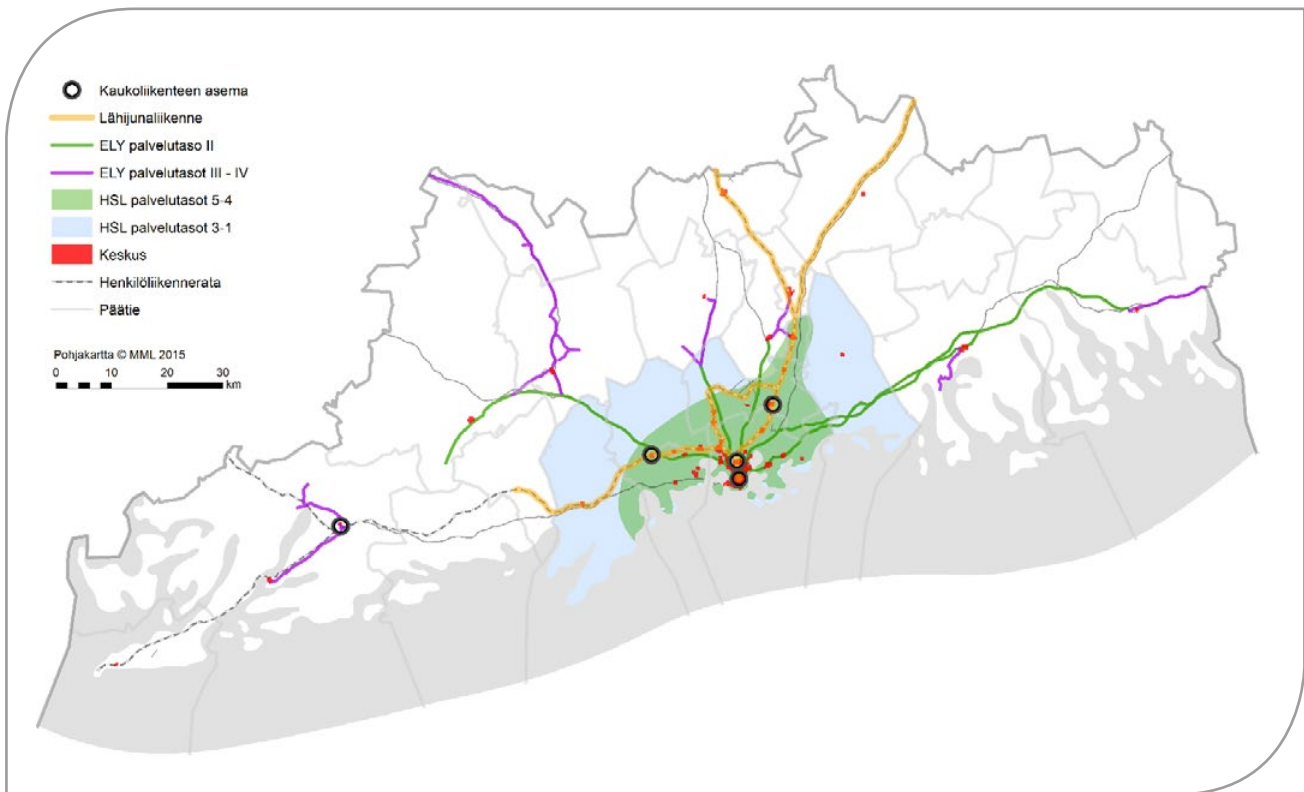 Kaukoliikenteen asema
Lähijunaliikenne
ELY palvelutaso II
ELY palvelutasot III - IV
HSL palvelutasot 5-4
HSL palvelutasot 3-1
Keskus
Henkilöliikennerata
Päätie
Pohjakartta © MML 2015
0 5 10 20 30
km